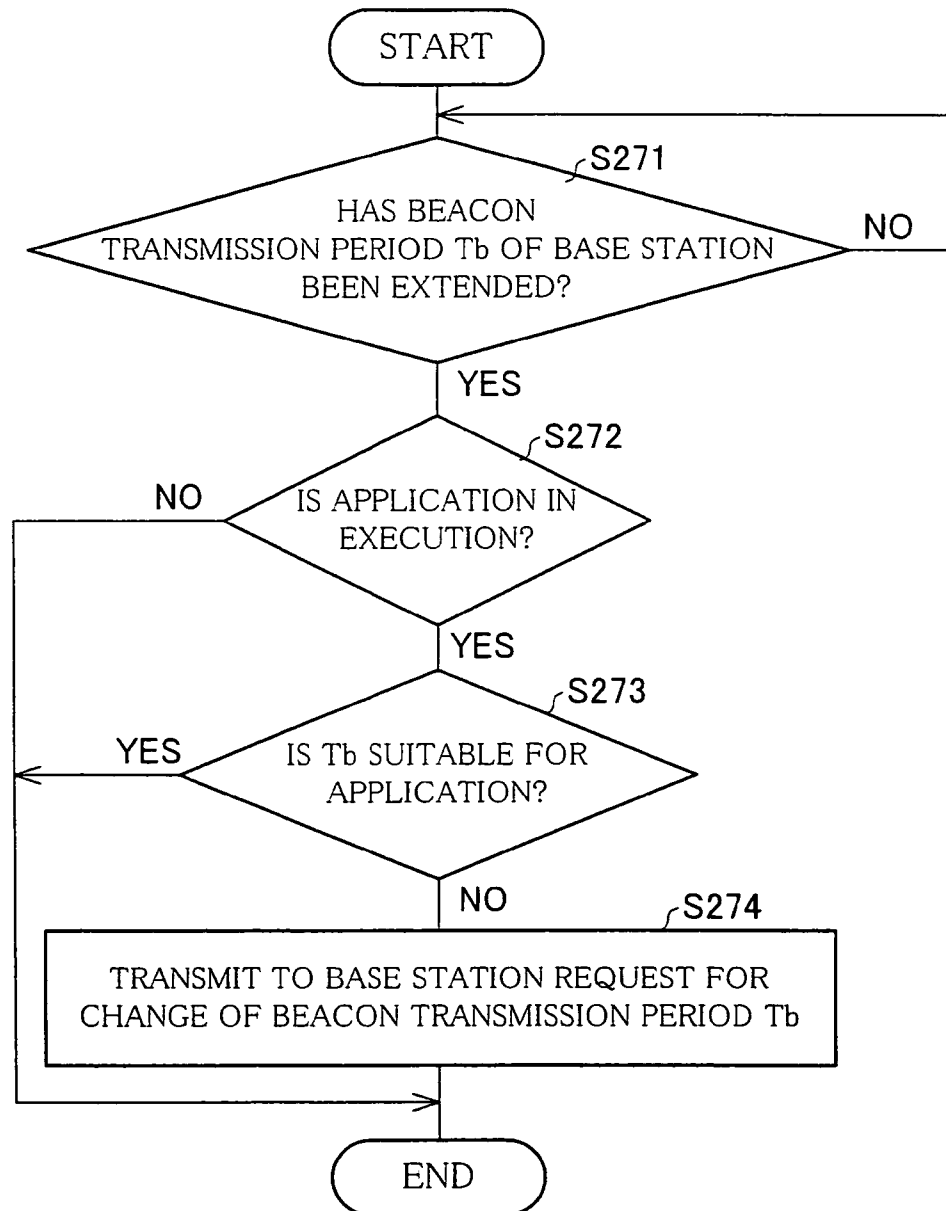 START
S271
HAS BEACON
TRANSMISSION PERIOD Tb OF BASE STATION
BEEN EXTENDED?
NO
YES
S272
NO
IS APPLICATION IN
EXECUTION?
YES
S273
YES
IS Tb SUITABLE FOR
APPLICATION?
NO
S274
TRANSMIT TO BASE STATION REQUEST FOR
CHANGE OF BEACON TRANSMISSION PERIOD Tb
END